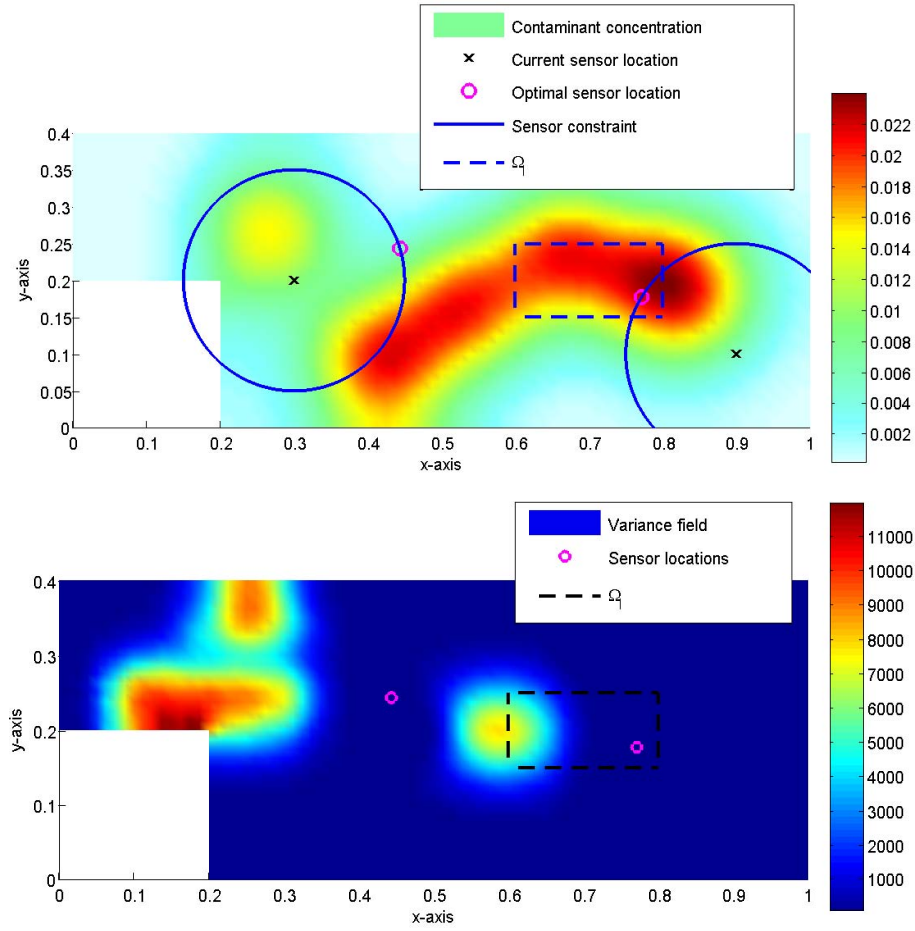 Contaminant concentration
Current sensor location
Optimal sensor location
Sensor constraint
Ω_l
0.4
0.35
0.3
0.25
0.2
0.15
0.1
0.05
0
y-axis
0 0.1 0.2 0.3 0.4 0.5 0.6 0.7 0.8 0.9 1
x-axis
0.022
0.02
0.018
0.016
0.014
0.012
0.01
0.008
0.006
0.004
0.002
Variance field
Sensor locations
Ω_l
0.4
0.3
0.2
0.1
0
y-axis
0 0.1 0.2 0.3 0.4 0.5 0.6 0.7 0.8 0.9 1
x-axis
11000
10000
9000
8000
7000
6000
5000
4000
3000
2000
1000